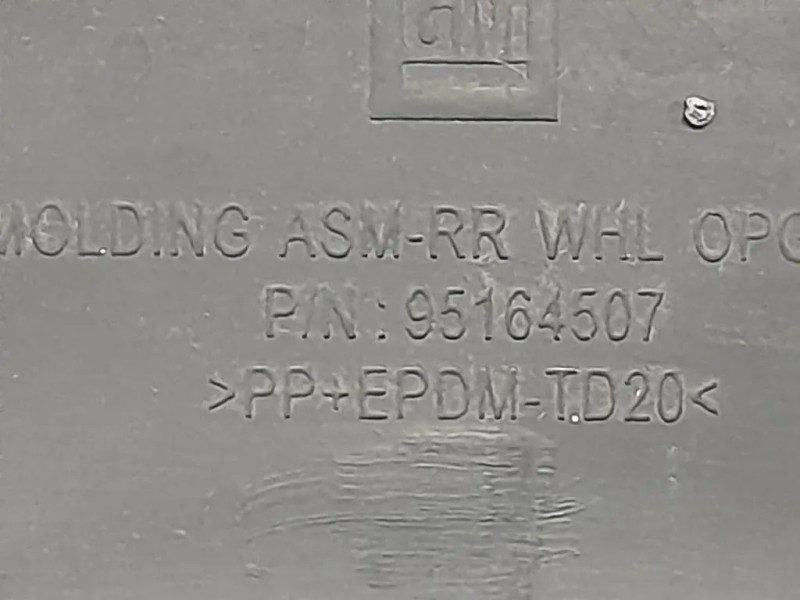 GM
MOLDING ASM-RR WHL OPG
P/N : 95164507
>PP+EPDM-TD20<